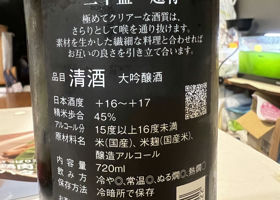 極めてクリアーな酒質は、
さらりとして喉を通り抜けます。
素材を生かした繊細な料理と合わせれば
お互いの良さを引き立て合います。
品目 清酒 大吟醸酒
日本酒度 +16〜+17
精米歩合 45%
アルコール分 15度以上16度未満
原材料名 米(国産)、米麹(国産米)、
醸造アルコール
内容量 720ml
冷や◎、常温○、ぬる燗○、熱燗
保存方法 冷暗所で保存